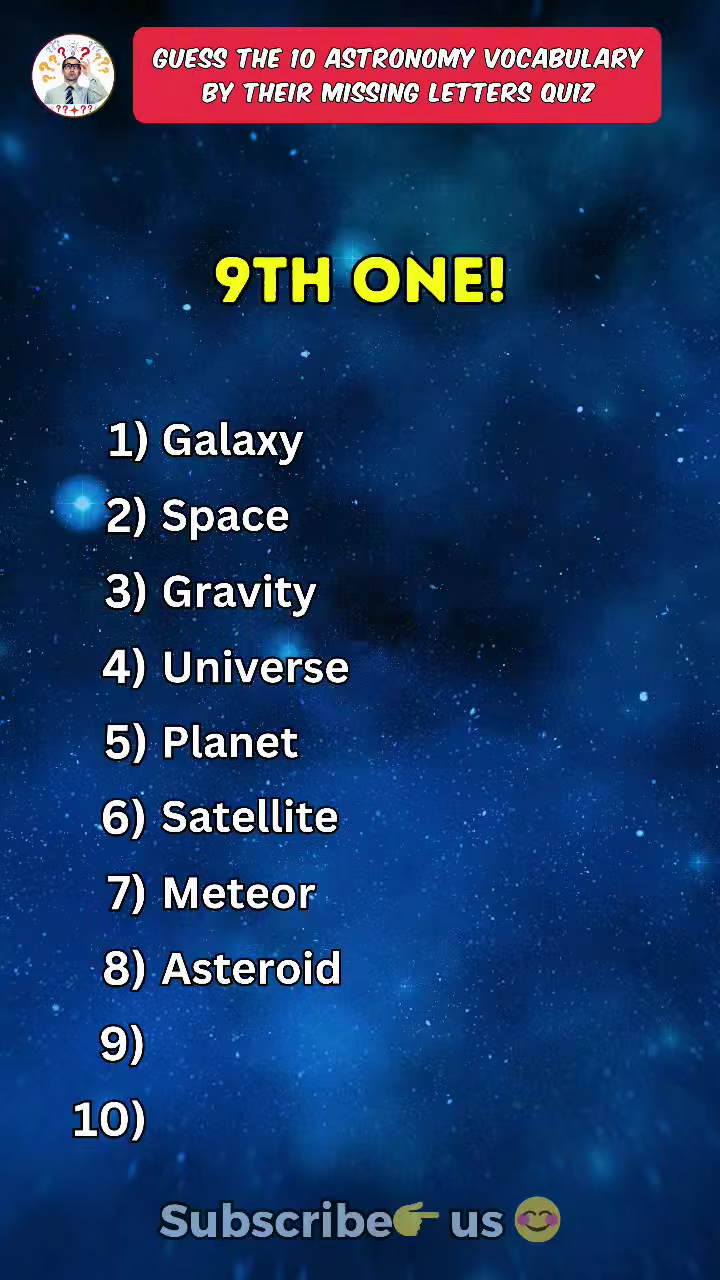 GUESS THE 10 ASTRONOMY VOCABULARY
BY THEIR MISSING LETTERS QUIZ
9TH ONE!
1) Galaxy
2) Space
3) Gravity
4) Universe
5) Planet
6) Satellite
7) Meteor
8) Asteroid
9)
10)
Subscribe👉 us 😊